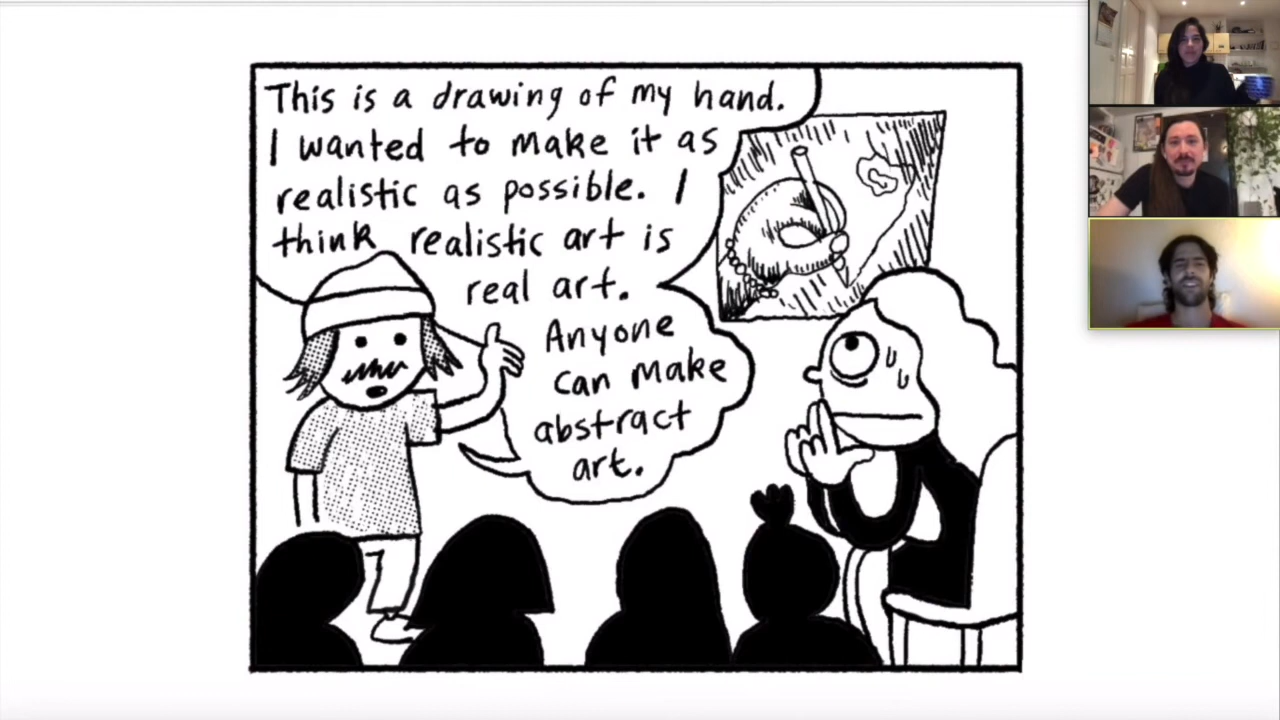 This is a drawing of my hand.
I wanted to make it as
realistic as possible. I
think realistic art is
real art.
Anyone
can make
abstract
art.